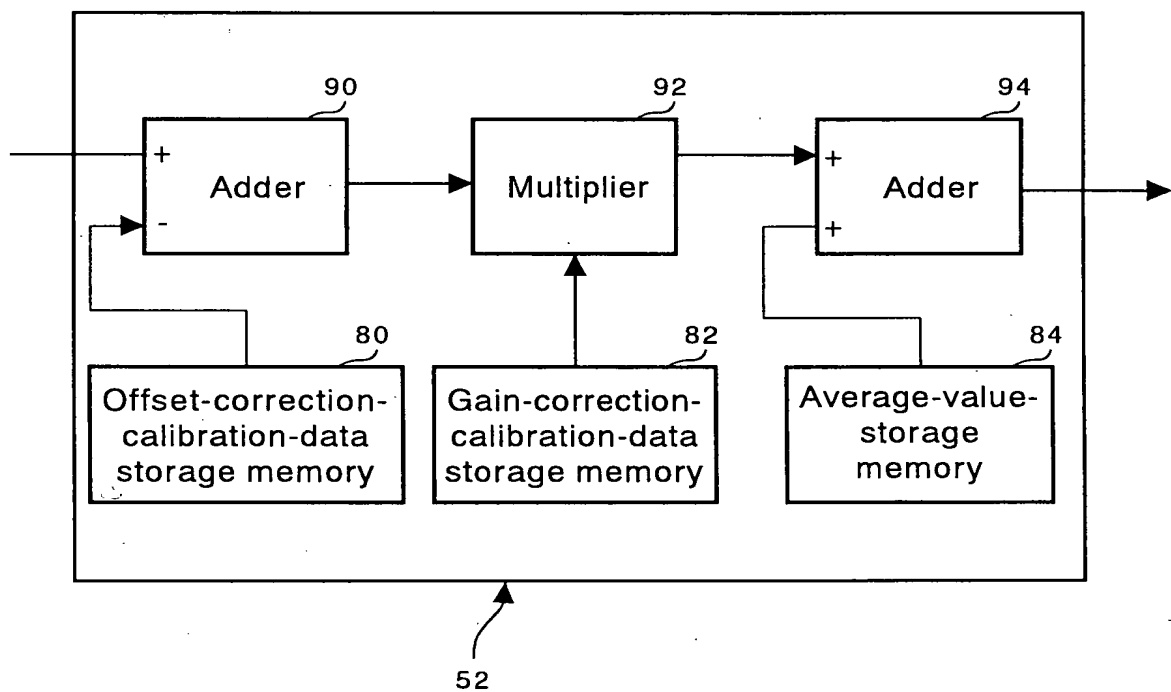 90
92
94
+
-
Adder
Multiplier
+
+
Adder
80
82
84
Offset-correction-
calibration-data
storage memory
Gain-correction-
calibration-data
storage memory
Average-value-
storage
memory
52